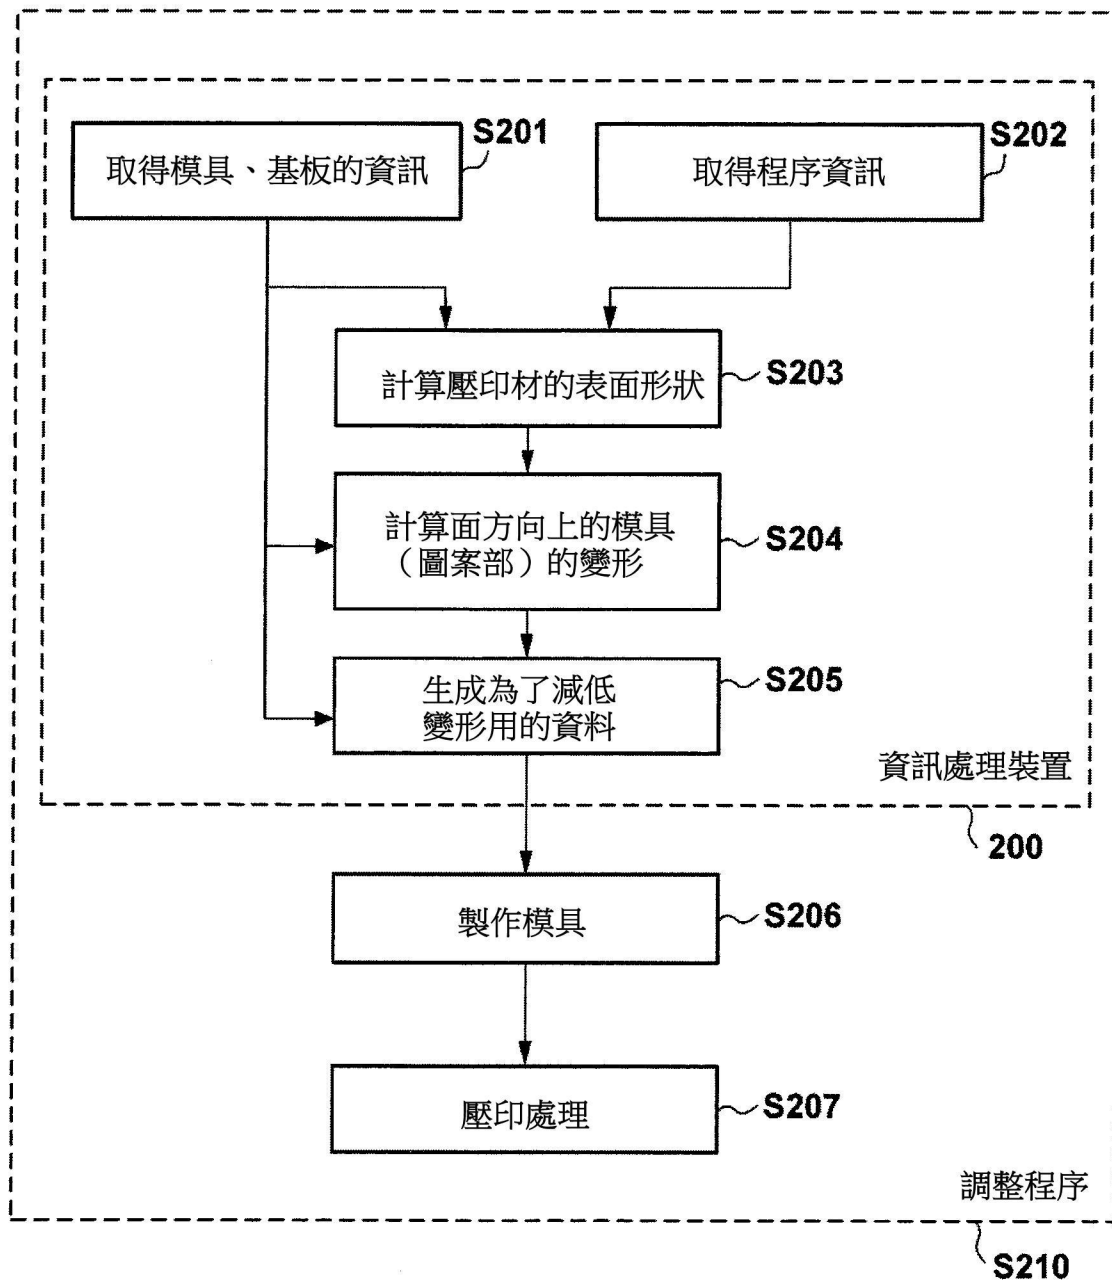 S201
取得模具、基板的資訊
S202
取得程序資訊
計算壓印材的表面形狀
S203
計算面方向上的模具
（圖案部）的變形
S204
生成為了減低
變形用的資料
S205
資訊處理裝置
200
製作模具
S206
壓印處理
S207
調整程序
S210